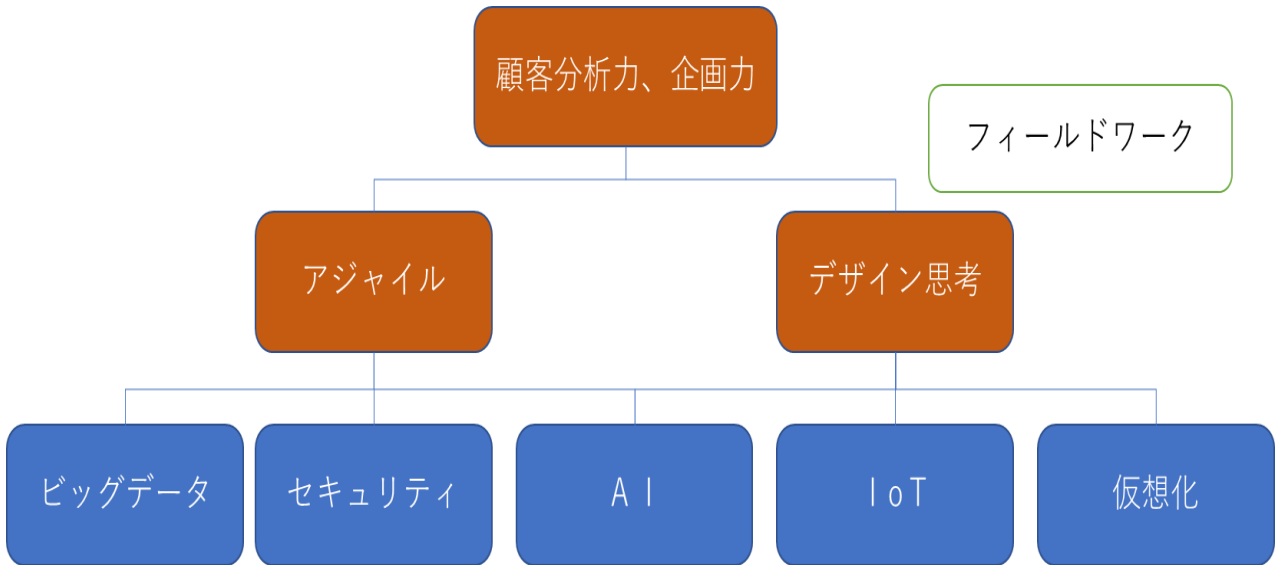 顧客分析力、企画力
フィールドワーク
アジャイル
デザイン思考
ビッグデータ
セキュリティ
ＡＩ
ＩｏＴ
仮想化